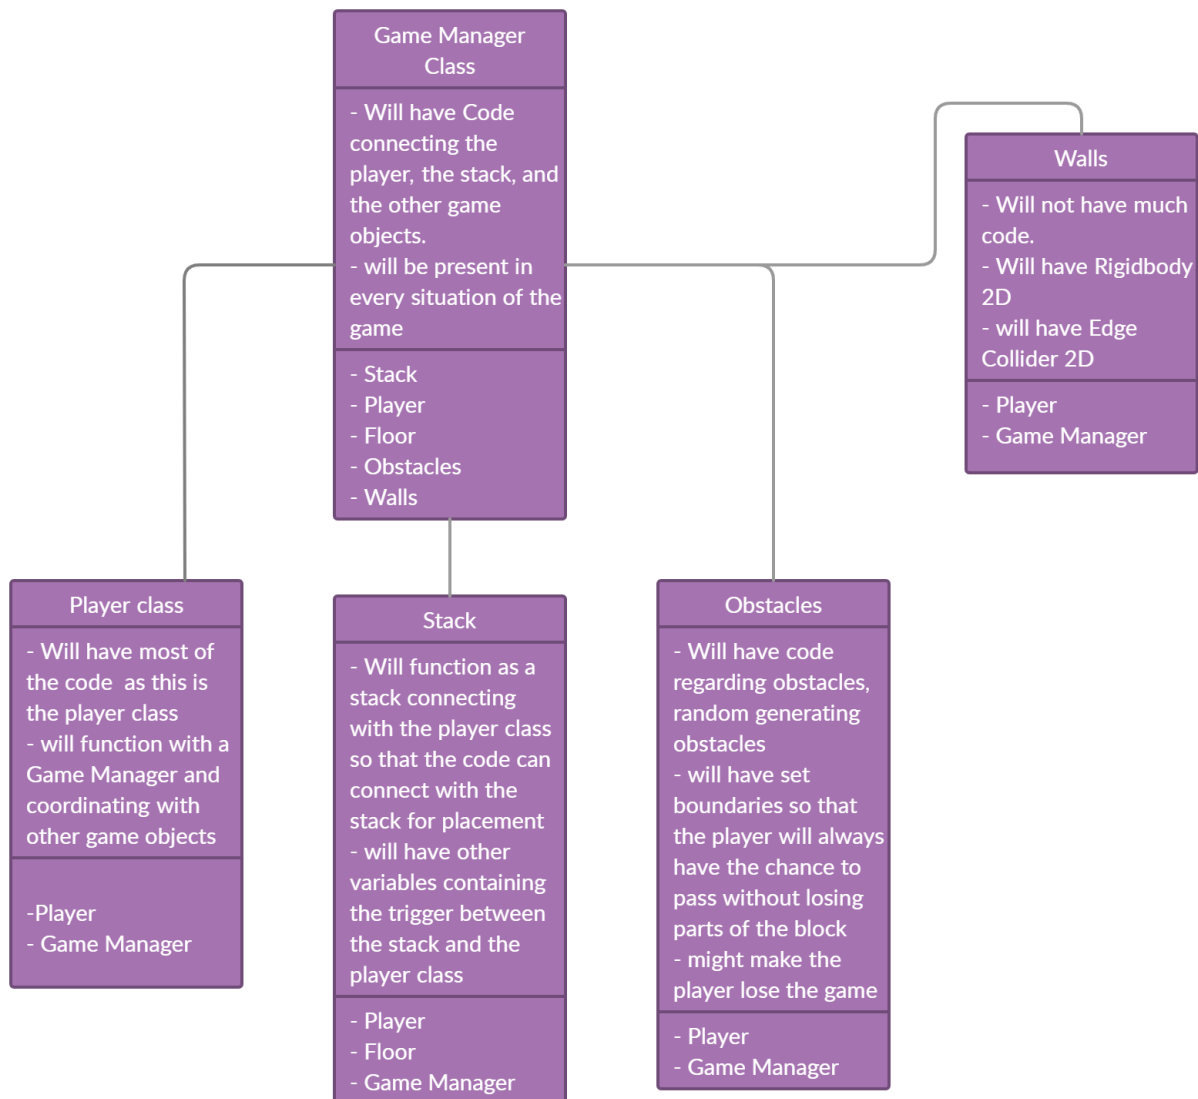 Game Manager
Class
- Will have Code
connecting the
player, the stack, and
the other game
objects.
- will be present in
every situation of the
game
- Stack
- Player
- Floor
- Obstacles
- Walls
Walls
- Will not have much
code.
- Will have Rigidbody
2D
- will have Edge
Collider 2D
- Player
- Game Manager
Player class
- Will have most of
the code  as this is
the player class
- will function with a
Game Manager and
coordinating with
other game objects
-Player
- Game Manager
Stack
- Will function as a
stack connecting
with the player class
so that the code can
connect with the
stack for placement
- will have other
variables containing
the trigger between
the stack and the
player class
- Player
- Floor
- Game Manager
Obstacles
- Will have code
regarding obstacles,
random generating
obstacles
- will have set
boundaries so that
the player will always
have the chance to
pass without losing
parts of the block
- might make the
player lose the game
- Player
- Game Manager